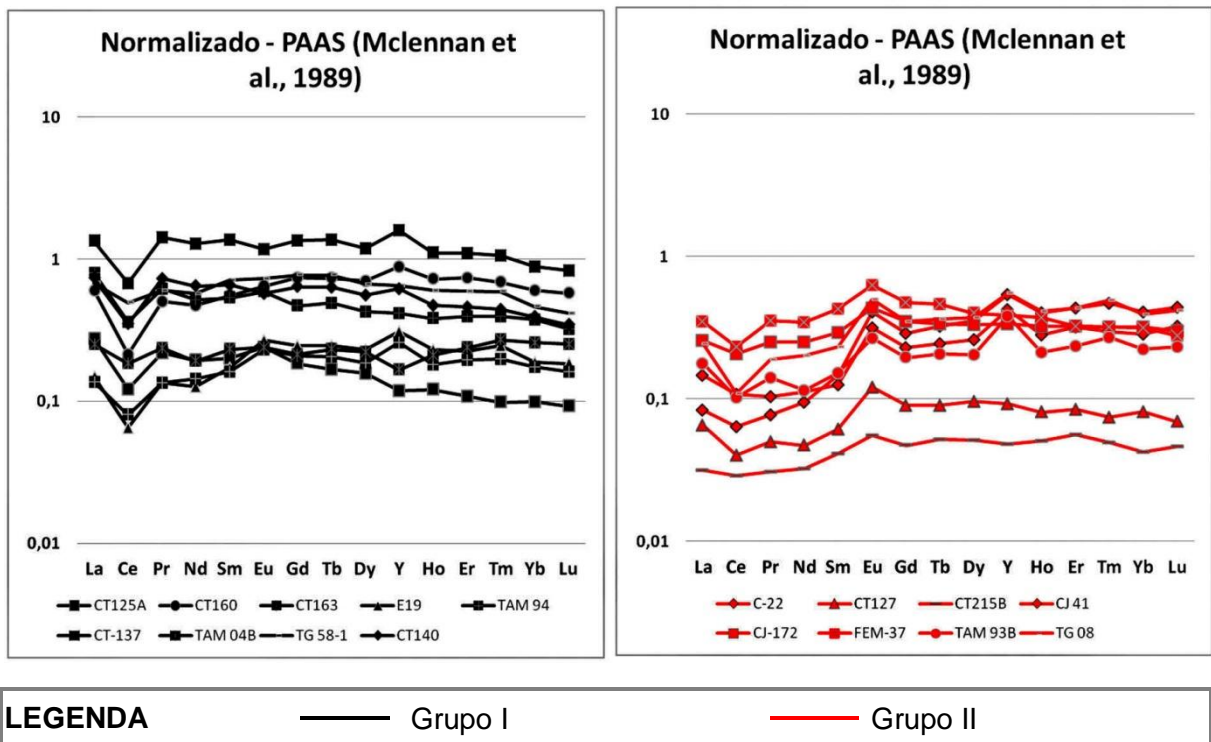 Normalizado - PAAS (Mclennan et
al., 1989)
10
1
0,1
0,01
La Ce Pr Nd Sm Eu Gd Tb Dy Y Ho Er Tm Yb Lu
CT125A CT160 CT163 E19 TAM 94
CT-137 TAM 04B TG 58-1 CT140
Normalizado - PAAS (Mclennan et
al., 1989)
10
1
0,1
0,01
La Ce Pr Nd Sm Eu Gd Tb Dy Y Ho Er Tm Yb Lu
C-22 CT127 CT215B CJ 41
CJ-172 FEM-37 TAM 93B TG 08
LEGENDA Grupo I Grupo II